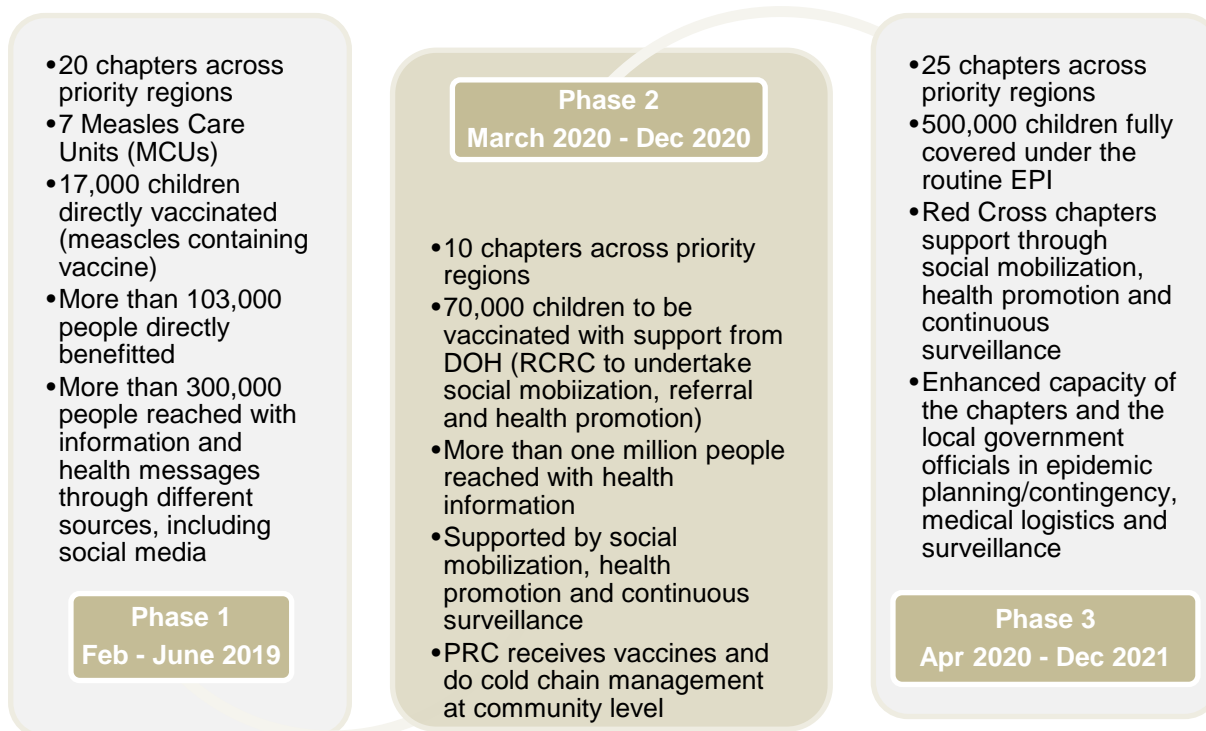 •20 chapters across
priority regions
•7 Measles Care
Units (MCUs)
•17,000 children
directly vaccinated
(meascles containing
vaccine)
•More than 103,000
people directly
benefitted
•More than 300,000
people reached with
information and
health messages
through different
sources, including
social media
Phase 1
Feb - June 2019
Phase 2
March 2020 - Dec 2020
•10 chapters across priority
regions
•70,000 children to be
vaccinated with support from
DOH (RCRC to undertake
social mobiization, referral
and health promotion)
•More than one million people
reached with health
information
•Supported by social
mobilization, health
promotion and continuous
surveillance
•PRC receives vaccines and
do cold chain management
at community level
•25 chapters across
priority regions
•500,000 children fully
covered under the
routine EPI
•Red Cross chapters
support through
social mobilization,
health promotion and
continuous
surveillance
•Enhanced capacity of
the chapters and the
local government
officials in epidemic
planning/contingency,
medical logistics and
surveillance
Phase 3
Apr 2020 - Dec 2021